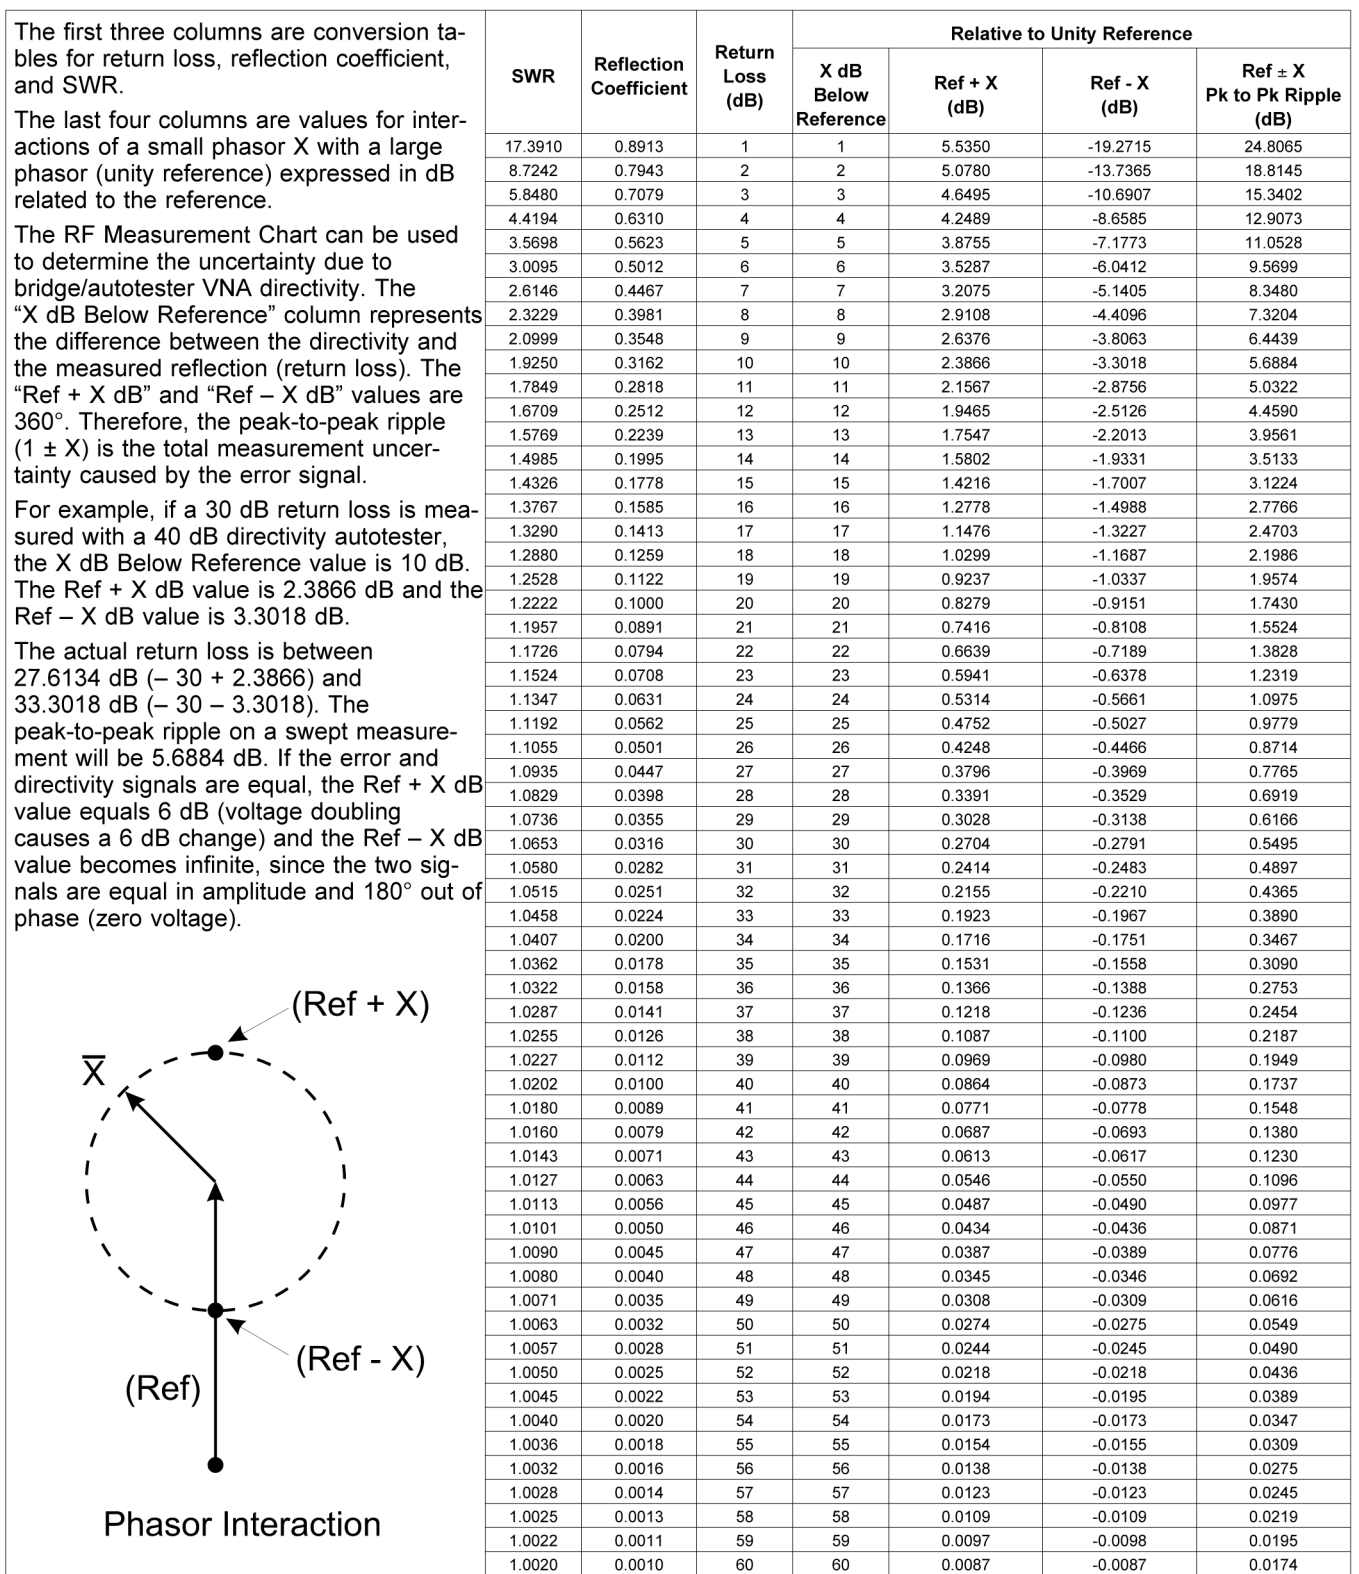 The first three columns are conversion ta-
bles for return loss, reflection coefficient,
and SWR.
The last four columns are values for inter-
actions of a small phasor X with a large
phasor (unity reference) expressed in dB
related to the reference.
The RF Measurement Chart can be used
to determine the uncertainty due to
bridge/autotester VNA directivity. The
“X dB Below Reference” column represents
the difference between the directivity and
the measured reflection (return loss). The
“Ref + X dB” and “Ref – X dB” values are
360°. Therefore, the peak-to-peak ripple
(1 ± X) is the total measurement uncer-
tainty caused by the error signal.
For example, if a 30 dB return loss is mea-
sured with a 40 dB directivity autotester,
the X dB Below Reference value is 10 dB.
The Ref + X dB value is 2.3866 dB and the
Ref – X dB value is 3.3018 dB.
The actual return loss is between
27.6134 dB (– 30 + 2.3866) and
33.3018 dB (– 30 – 3.3018). The
peak-to-peak ripple on a swept measure-
ment will be 5.6884 dB. If the error and
directivity signals are equal, the Ref + X dB
value equals 6 dB (voltage doubling
causes a 6 dB change) and the Ref – X dB
value becomes infinite, since the two sig-
nals are equal in amplitude and 180° out of
phase (zero voltage).
(Ref + X)
X̅
(Ref - X)
(Ref)
Phasor Interaction
Relative to Unity Reference
SWR
Reflection
Coefficient
Return
Loss
(dB)
X dB
Below
Reference
Ref + X
(dB)
Ref - X
(dB)
Ref ± X
Pk to Pk Ripple
(dB)
17.3910 0.8913 1 1 5.5350 -19.2715 24.8065
8.7242 0.7943 2 2 5.0780 -13.7365 18.8145
5.8480 0.7079 3 3 4.6495 -10.6907 15.3402
4.4194 0.6310 4 4 4.2489 -8.6585 12.9073
3.5698 0.5623 5 5 3.8755 -7.1773 11.0528
3.0095 0.5012 6 6 3.5287 -6.0412 9.5699
2.6146 0.4467 7 7 3.2075 -5.1405 8.3480
2.3229 0.3981 8 8 2.9108 -4.4096 7.3204
2.0999 0.3548 9 9 2.6376 -3.8063 6.4439
1.9250 0.3162 10 10 2.3866 -3.3018 5.6884
1.7849 0.2818 11 11 2.1567 -2.8756 5.0322
1.6709 0.2512 12 12 1.9465 -2.5126 4.4590
1.5769 0.2239 13 13 1.7547 -2.2013 3.9561
1.4985 0.1995 14 14 1.5802 -1.9331 3.5133
1.4326 0.1778 15 15 1.4216 -1.7007 3.1224
1.3767 0.1585 16 16 1.2778 -1.4988 2.7766
1.3290 0.1413 17 17 1.1476 -1.3227 2.4703
1.2880 0.1259 18 18 1.0299 -1.1687 2.1986
1.2528 0.1122 19 19 0.9237 -1.0337 1.9574
1.2222 0.1000 20 20 0.8279 -0.9151 1.7430
1.1957 0.0891 21 21 0.7416 -0.8108 1.5524
1.1726 0.0794 22 22 0.6639 -0.7189 1.3828
1.1524 0.0708 23 23 0.5941 -0.6378 1.2319
1.1347 0.0631 24 24 0.5314 -0.5661 1.0975
1.1192 0.0562 25 25 0.4752 -0.5027 0.9779
1.1055 0.0501 26 26 0.4248 -0.4466 0.8714
1.0935 0.0447 27 27 0.3796 -0.3969 0.7765
1.0829 0.0398 28 28 0.3391 -0.3529 0.6919
1.0736 0.0355 29 29 0.3028 -0.3138 0.6166
1.0653 0.0316 30 30 0.2704 -0.2791 0.5495
1.0580 0.0282 31 31 0.2414 -0.2483 0.4897
1.0515 0.0251 32 32 0.2155 -0.2210 0.4365
1.0458 0.0224 33 33 0.1923 -0.1967 0.3890
1.0407 0.0200 34 34 0.1716 -0.1751 0.3467
1.0362 0.0178 35 35 0.1531 -0.1558 0.3090
1.0322 0.0158 36 36 0.1366 -0.1388 0.2753
1.0287 0.0141 37 37 0.1218 -0.1236 0.2454
1.0255 0.0126 38 38 0.1087 -0.1100 0.2187
1.0227 0.0112 39 39 0.0969 -0.0980 0.1949
1.0202 0.0100 40 40 0.0864 -0.0873 0.1737
1.0180 0.0089 41 41 0.0771 -0.0778 0.1548
1.0160 0.0079 42 42 0.0687 -0.0693 0.1380
1.0143 0.0071 43 43 0.0613 -0.0617 0.1230
1.0127 0.0063 44 44 0.0546 -0.0550 0.1096
1.0113 0.0056 45 45 0.0487 -0.0490 0.0977
1.0101 0.0050 46 46 0.0434 -0.0436 0.0871
1.0090 0.0045 47 47 0.0387 -0.0389 0.0776
1.0080 0.0040 48 48 0.0345 -0.0346 0.0692
1.0071 0.0035 49 49 0.0308 -0.0309 0.0616
1.0063 0.0032 50 50 0.0274 -0.0275 0.0549
1.0057 0.0028 51 51 0.0244 -0.0245 0.0490
1.0050 0.0025 52 52 0.0218 -0.0218 0.0436
1.0045 0.0022 53 53 0.0194 -0.0195 0.0389
1.0040 0.0020 54 54 0.0173 -0.0173 0.0347
1.0036 0.0018 55 55 0.0154 -0.0155 0.0309
1.0032 0.0016 56 56 0.0138 -0.0138 0.0275
1.0028 0.0014 57 57 0.0123 -0.0123 0.0245
1.0025 0.0013 58 58 0.0109 -0.0109 0.0219
1.0022 0.0011 59 59 0.0097 -0.0098 0.0195
1.0020 0.0010 60 60 0.0087 -0.0087 0.0174